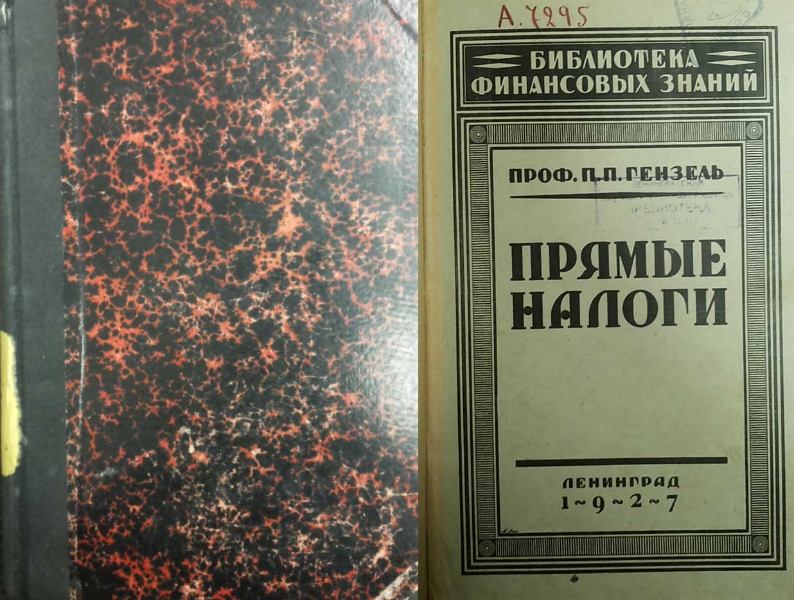 А.7295
БИБЛИОТЕКА
ФИНАНСОВЫХ ЗНАНИЙ
ПРОФ. П.П. ГЕНЗЕЛЬ
ПРЯМЫЕ
НАЛОГИ
ЛЕНИНГРАД
1~9~2~7